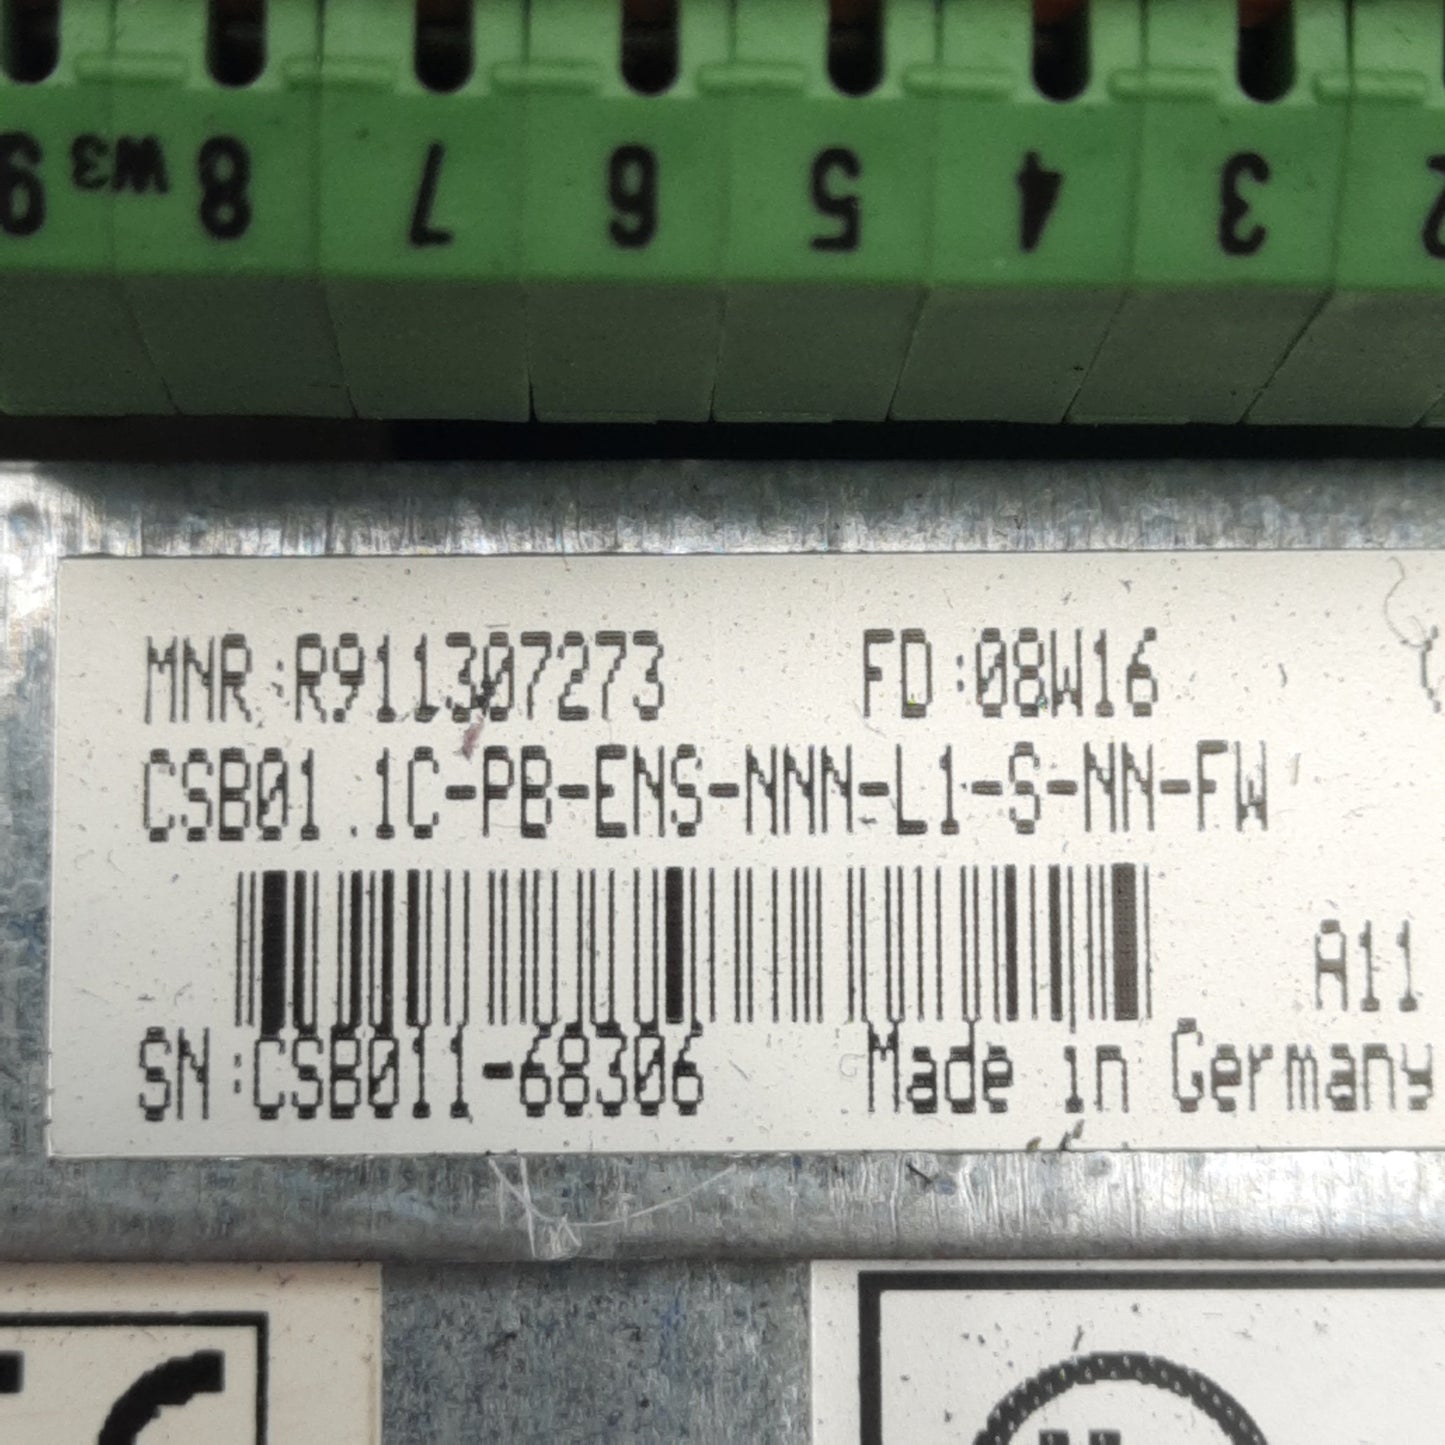 9 W3 8 7 6 5 4 3 2
MNR:R911307273 FD:08W16
CSB01.1C-PB-ENS-NNN-L1-S-NN-FW
A11
SN:CSB011-68306 Made in Germany